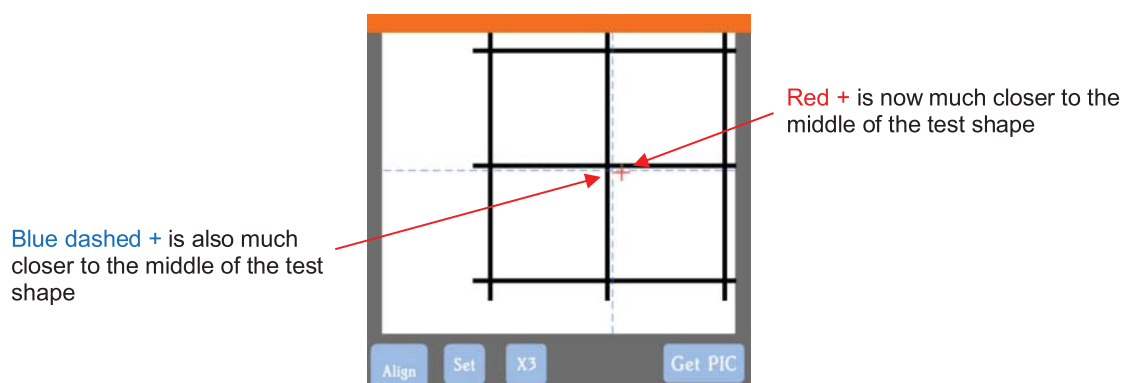 Red + is now much closer to the
middle of the test shape
Blue dashed + is also much
closer to the middle of the test
shape
Align
Set
X3
Get PIC